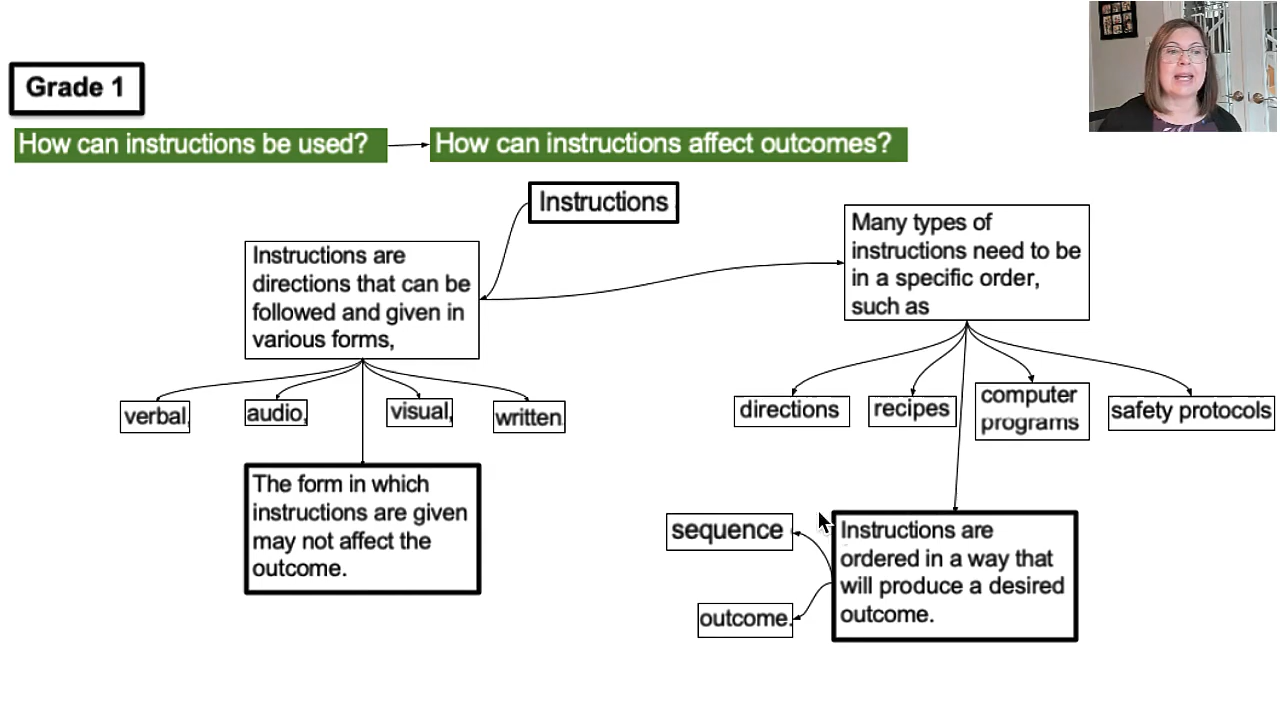 Grade 1
How can instructions be used?
How can instructions affect outcomes?
Instructions
Instructions are
directions that can be
followed and given in
various forms,
verbal,
audio,
visual,
written
The form in which
instructions are given
may not affect the
outcome.
Many types of
instructions need to be
in a specific order,
such as
directions
recipes
computer
programs
safety protocols
Instructions are
ordered in a way that
will produce a desired
outcome.
sequence
outcome.